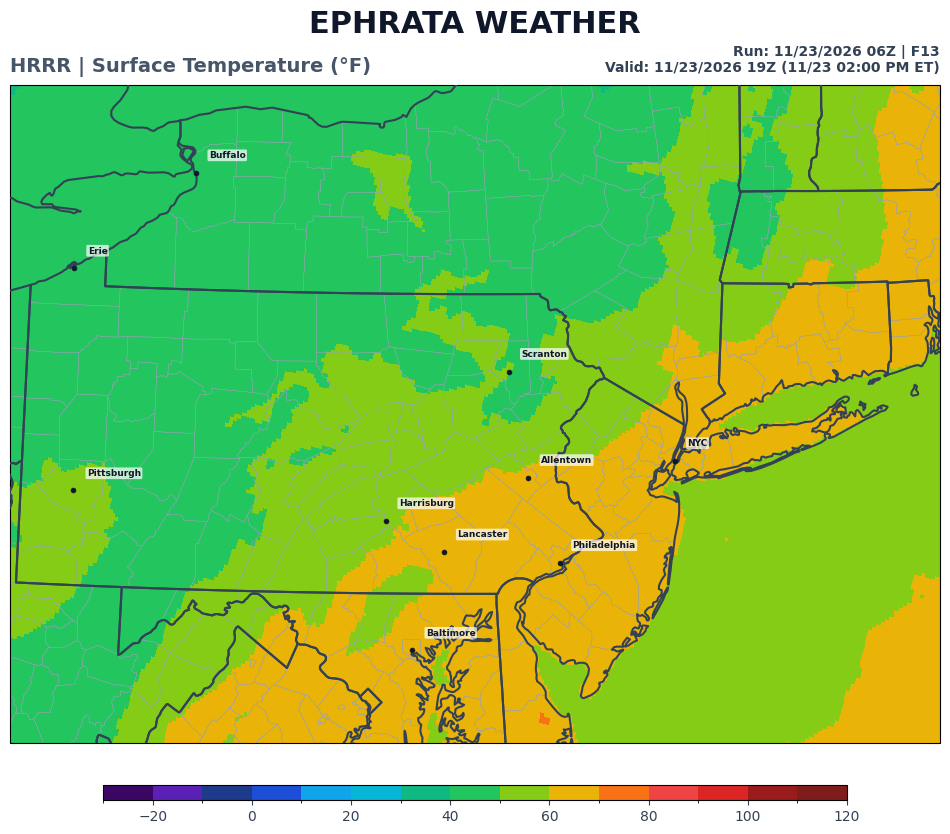 EPHRATA WEATHER
HRRR | Surface Temperature (°F)
Run: 11/23/2026 06Z | F13
Valid: 11/23/2026 19Z (11/23 02:00 PM ET)
Buffalo
Erie
Scranton
NYC
Allentown
Pittsburgh
Harrisburg
Lancaster
Philadelphia
Baltimore
−20 0 20 40 60 80 100 120